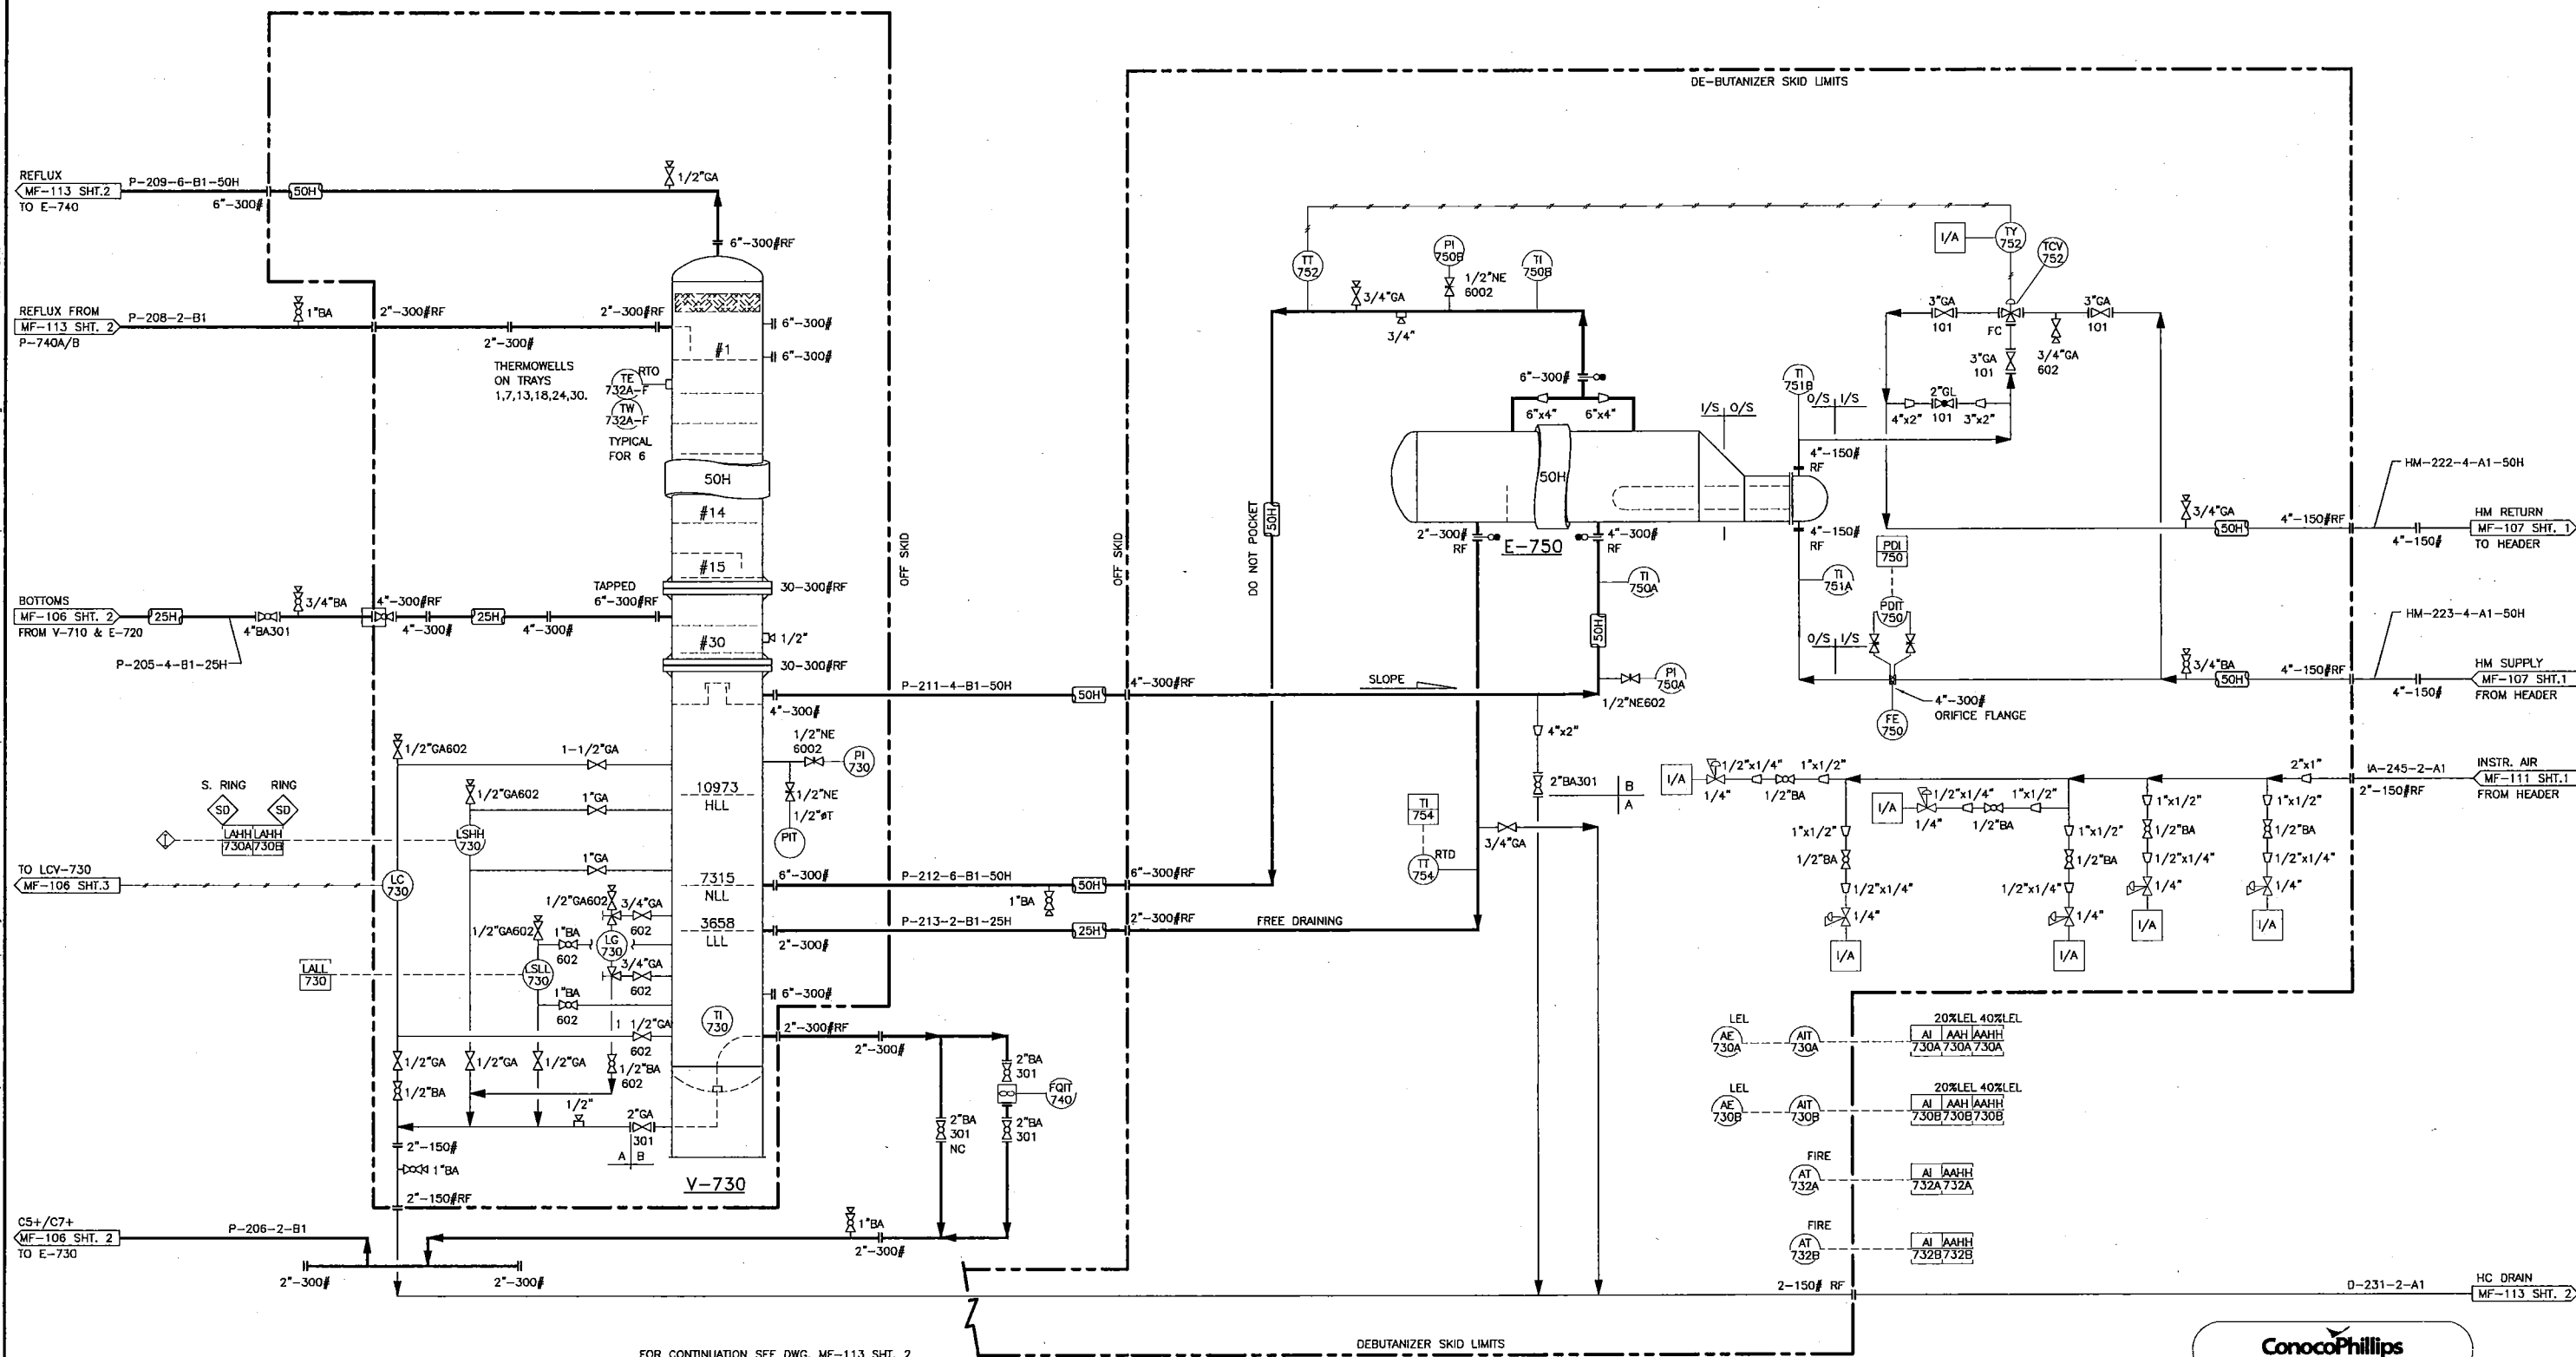 DE-BUTANIZER SKID LIMITS
REFLUX
MF-113 SHT.2
TO E-740
P-209-6-B1-50H
6"-300#
50H
1/2"GA
6"-300#RF
REFLUX FROM
MF-113 SHT. 2
P-740A/B
P-208-2-B1
1"BA
2"-300#RF
2"-300#
2"-300#RF
6"-300#
6"-300#
#1
THERMOWELLS
ON TRAYS
1,7,13,18,24,30.
TE
732A-F
RTO
TW
732A-F
TYPICAL
FOR 6
50H
#14
#15
TAPPED
6"-300#RF
30-300#RF
#30
1/2"
30-300#RF
OFF SKID
OFF SKID
BOTTOMS
MF-106 SHT. 2
FROM V-710 & E-720
25H
4"BA301
3/4"BA
4"-300#RF
4"-300#
25H
4"-300#
P-205-4-B1-25H
P-211-4-B1-50H
50H
4"-300#RF
4"-300#
1/2"GA602
1-1/2"GA
1/2"NE
6002
PI
730
1/2"NE
1/2"øT
PIT
S. RING
RING
SD
SD
LAHH
730A
LAHH
730B
I
1/2"GA602
1"GA
LSHH
730
10973
HLL
1"GA
TO LCV-730
MF-106 SHT.3
LC
730
7315
NLL
6"-300#
P-212-6-B1-50H
1"BA
50H
6"-300#RF
1/2"GA602
3/4"GA
602
3658
LLL
2"-300#
P-213-2-B1-25H
25H
2"-300#RF
FREE DRAINING
1/2"GA602
1"BA
602
LG
730
LALL
730
LSLL
730
3/4"GA
602
1"BA
602
6"-300#
1 1/2"GA
602
TI
730
2"-300#RF
2"-300#
1/2"GA
1/2"GA
1/2"GA
1/2"BA
602
1/2"BA
1/2"
2"GA
301
A B
2"BA
301
FQIT
740
2"BA
301
NC
2"BA
301
2"-150#
1"BA
2"-150#RF
V-730
C5+/C7+
MF-106 SHT. 2
TO E-730
P-206-2-B1
1"BA
2"-300#
2"-300#
2"-300#
TT
752
3/4"GA
3/4"
PI
750B
1/2"NE
6002
TI
750B
DO NOT POCKET
50H
6"-300#
6"x4"
6"x4"
50H
I/S O/S
TI
751B
O/S I/S
4"-150#
RF
4"-150#
RF
2"-300#
RF
E-750
4"-300#
RF
TI
750A
TI
751A
50H
SLOPE
PI
750A
1/2"NE602
4"x2"
2"BA301
B
A
TI
754
TT
754
RTD
3/4"GA
I/A
TY
752
TCV
752
3"GA
101
FC
3"GA
101
3"GA
101
3/4"GA
602
2"GL
101
4"x2"
3"x2"
3/4"GA
50H
4"-150#RF
4"-150#
HM-222-4-A1-50H
HM RETURN
MF-107 SHT. 1
TO HEADER
PDI
750
PDIT
750
O/S I/S
FE
750
4"-300#
ORIFICE FLANGE
3/4"BA
50H
4"-150#RF
4"-150#
HM-223-4-A1-50H
HM SUPPLY
MF-107 SHT.1
FROM HEADER
I/A
1/2"x1/4"
1/4"
1/2"BA
1"x1/2"
2"x1"
IA-245-2-A1
2"-150#RF
INSTR. AIR
MF-111 SHT.1
FROM HEADER
I/A
1/2"x1/4"
1/4"
1/2"BA
1"x1/2"
1"x1/2"
1/2"BA
1/2"x1/4"
1/4"
I/A
1"x1/2"
1/2"BA
1/2"x1/4"
1/4"
I/A
1"x1/2"
1/2"BA
1/2"x1/4"
1/4"
I/A
1"x1/2"
1/2"BA
1/2"x1/4"
1/4"
I/A
LEL
AE
730A
AIT
730A
20%LEL 40%LEL
AI AAH AAHH
730A 730A 730A
LEL
AE
730B
AIT
730B
20%LEL 40%LEL
AI AAH AAHH
730B 730B 730B
FIRE
AT
732A
AI AAHH
732A 732A
FIRE
AT
732B
AI AAHH
732B 732B
2-150# RF
D-231-2-A1
HC DRAIN
MF-113 SHT. 2
FOR CONTINUATION SEE DWG. MF-113 SHT. 2
DEBUTANIZER SKID LIMITS
ConocoPhillips